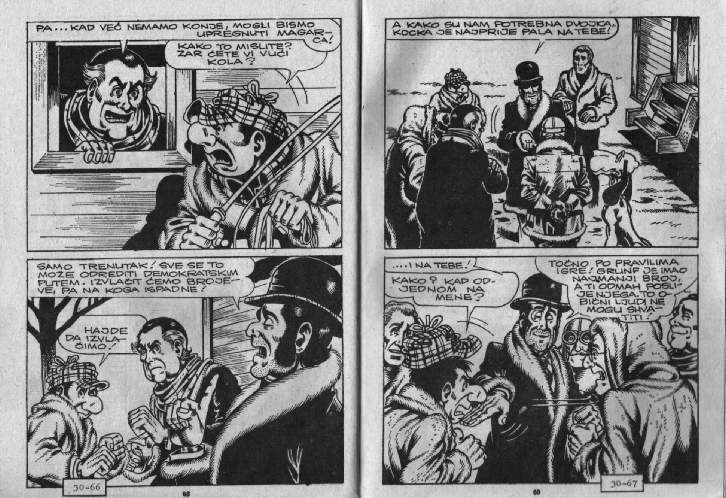 PA... KAD VEĆ NEMAMO KONJE, MOGLI BISMO
UPREGNUTI MAGAR-
CA!
KAKO TO MISLITE?
ZAR ĆETE VI VUĆI
KOLA?
SAMO TRENUTAK! SVE SE TO
MOŽE ODREDITI DEMOKRATSKIM
PUTEM. IZVLAČIT ĆEMO BROJE-
VE, PA NA KOGA ISPADNE!
HAJDE
DA IZVLA-
ČIMO!
30-66
A KAKO SU NAM POTREBNA DVOJICA,
KOCKA JE NAJPRIJE PALA NA TEBE!
...I NA TEBE!
KAKO? KAD OD-
JEDNOM NA
MENE?
TOČNO, PO PRAVILIMA
IGRE! GRUNF JE IMAO
NAJMANJI BROJ,
A TI ODMAH POSLI-
JE NJEGA. TO O-
BIČNI LJUDI NE
MOGU SHVA-
TITI!
60
30-67